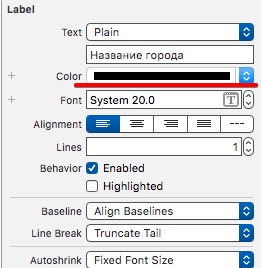 Label
Text Plain
Название города
+ Color
+ Font System 20.0 T
Alignment
Lines 1
Behavior Enabled
Highlighted
Baseline Align Baselines
Line Break Truncate Tail
Autoshrink Fixed Font Size